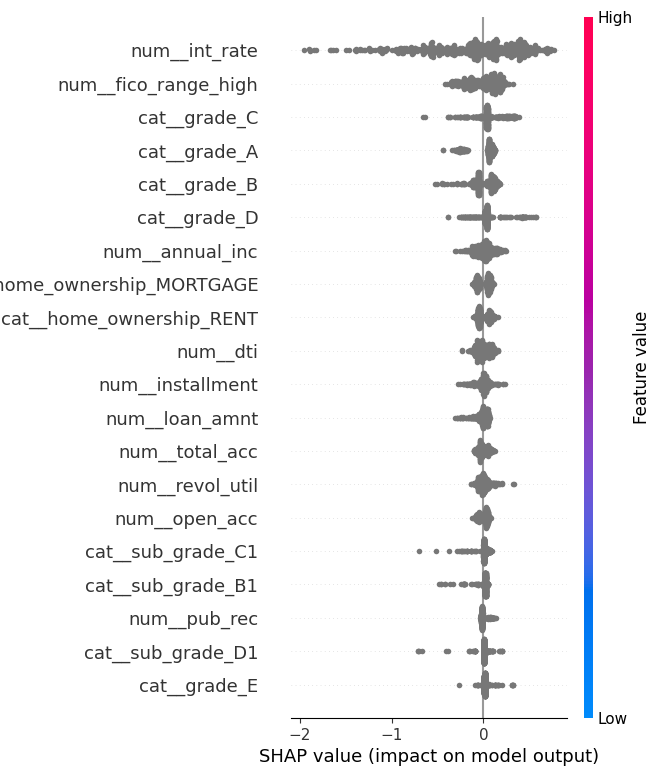 High
num__int_rate
num__fico_range_high
cat__grade_C
cat__grade_A
cat__grade_B
cat__grade_D
num__annual_inc
home_ownership_MORTGAGE
cat__home_ownership_RENT
num__dti
num__installment
num__loan_amnt
num__total_acc
num__revol_util
num__open_acc
cat__sub_grade_C1
cat__sub_grade_B1
num__pub_rec
cat__sub_grade_D1
cat__grade_E
Feature value
Low
−2 −1 0
SHAP value (impact on model output)